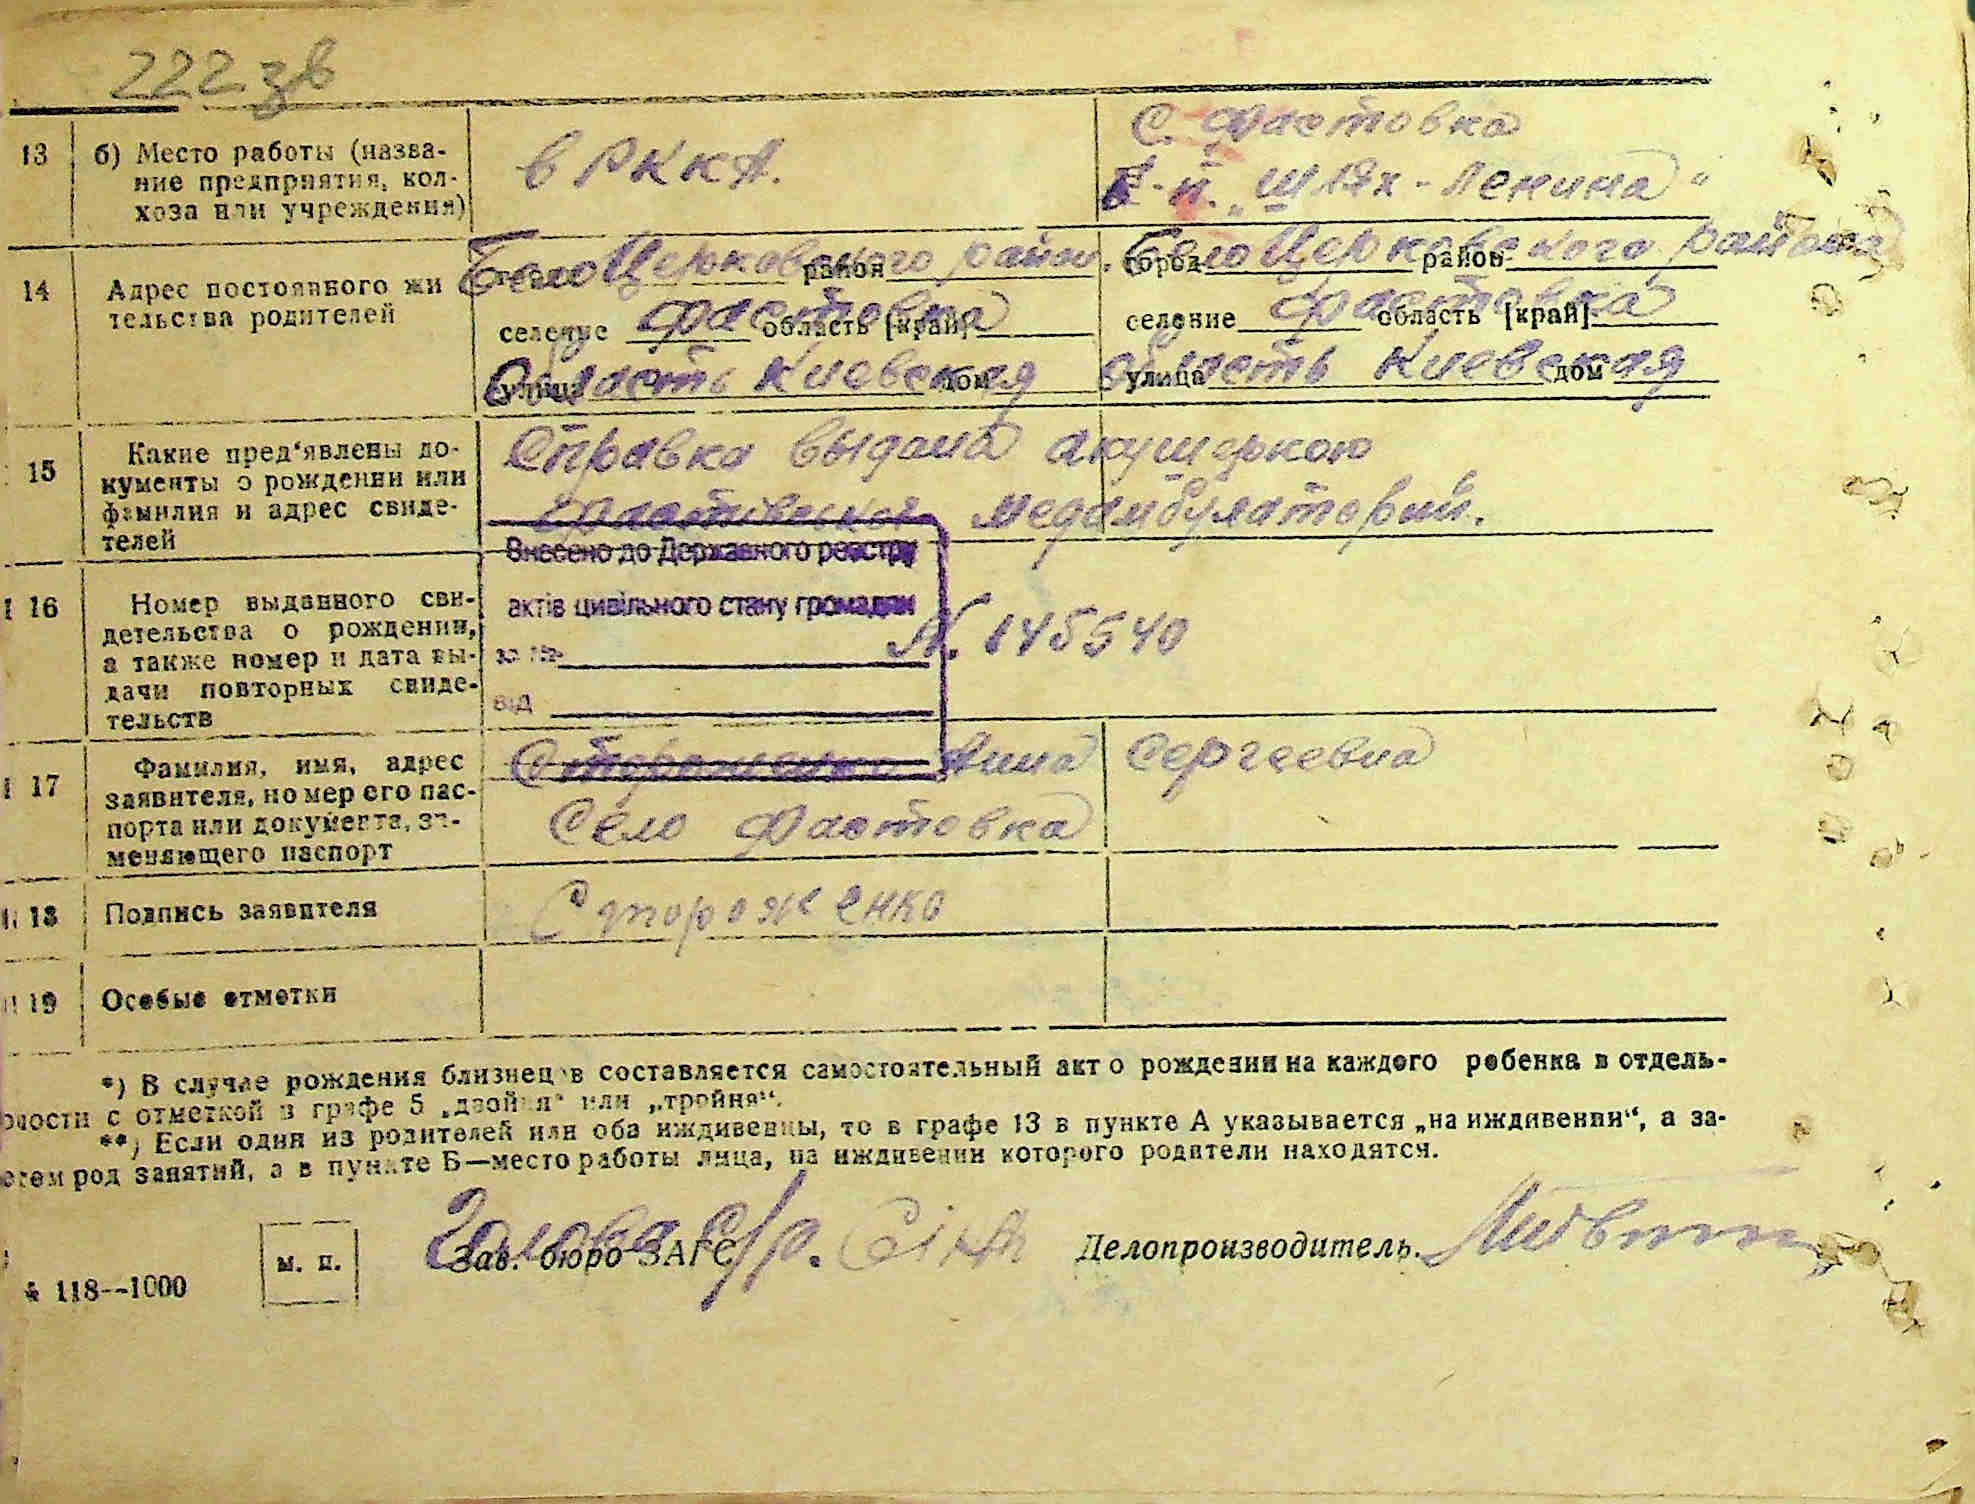 222 зв
13 б) Место работы (назва-
ние предприятия, кол-
хоза или учреждения)
в РККА.
с. Фастовка
к-п. „Шлях-Ленина"
14 Адрес постоянного жи
тельства родителей
БелоЦерковского район.
район
селение Фастовка область [край]
улица область Киевская дом
город БелоЦерковского района район
селение Фастовка область [край].
улица область Киевская дом
15 Какие пред'явлены до-
кументы о рождении или
фамилия и адрес свиде-
телей
Справка выдана акушеркою
Фастовской медамбулаторий.
Внесено до Державного реєстру
актів цивільного стану громадян
за №
від
16 Номер выданного сви-
детельства о рождении,
а также номер и дата вы-
дачи повторных свиде-
тельств
N. 145540
17 Фамилия, имя, адрес
заявителя, номер его пас-
порта или документа, за-
меняющего паспорт
Стороженко Анна Сергеевна
Село Фастовка
18 Подпись заявителя
Стороженко
19 Особые отметки
*) В случае рождения близнецов составляется самостоятельный акт о рождении на каждого ребенка в отдель-
ности с отметкой в графе 5 „двойня" или „тройня".
**) Если один из родителей или оба иждивенцы, то в графе 13 в пункте А указывается „на иждивении", а за-
тем род занятий, а в пункте Б—место работы лица, на иждивении которого родители находятся.
м. п.
Голова с/р.
Зав. бюро ЗАГС
Делопроизводитель.
118--1000